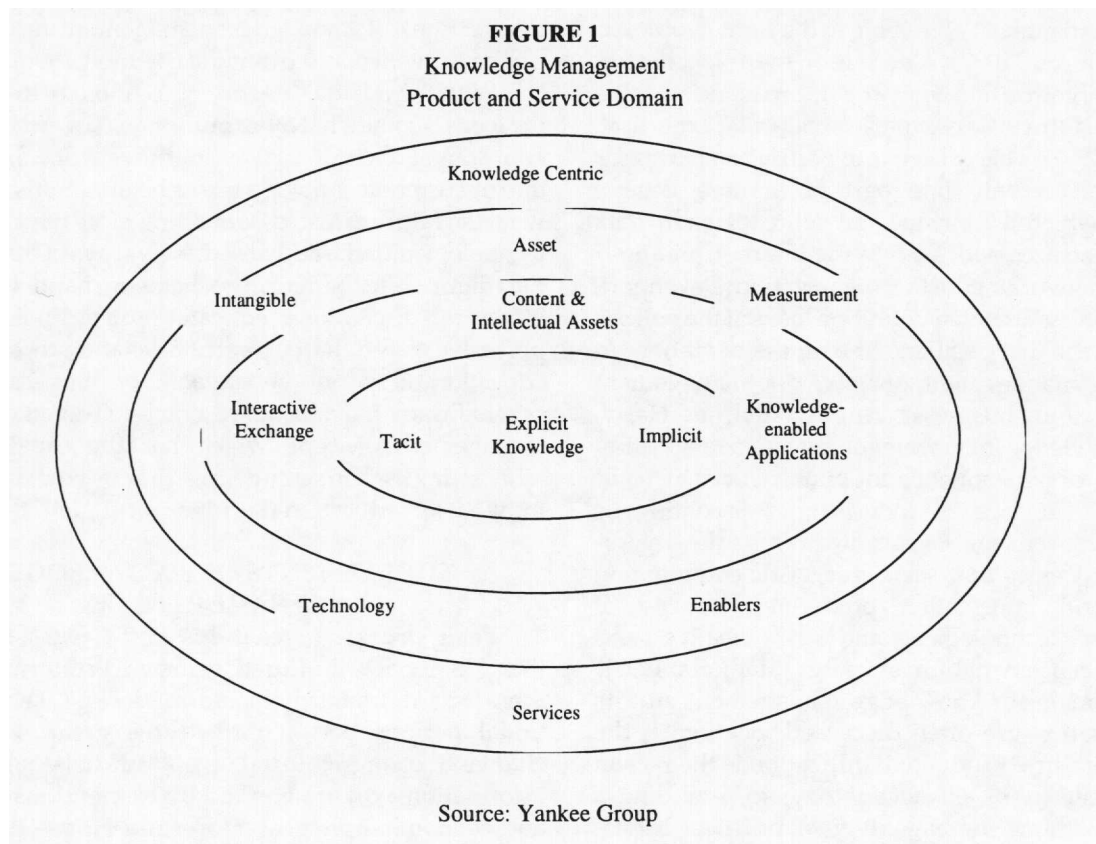 FIGURE 1
Knowledge Management
Product and Service Domain
Knowledge Centric
Asset
Intangible
Content &
Intellectual Assets
Measurement
Interactive
Exchange
Tacit
Explicit
Knowledge
Implicit
Knowledge-
enabled
Applications
Technology
Enablers
Services
Source: Yankee Group